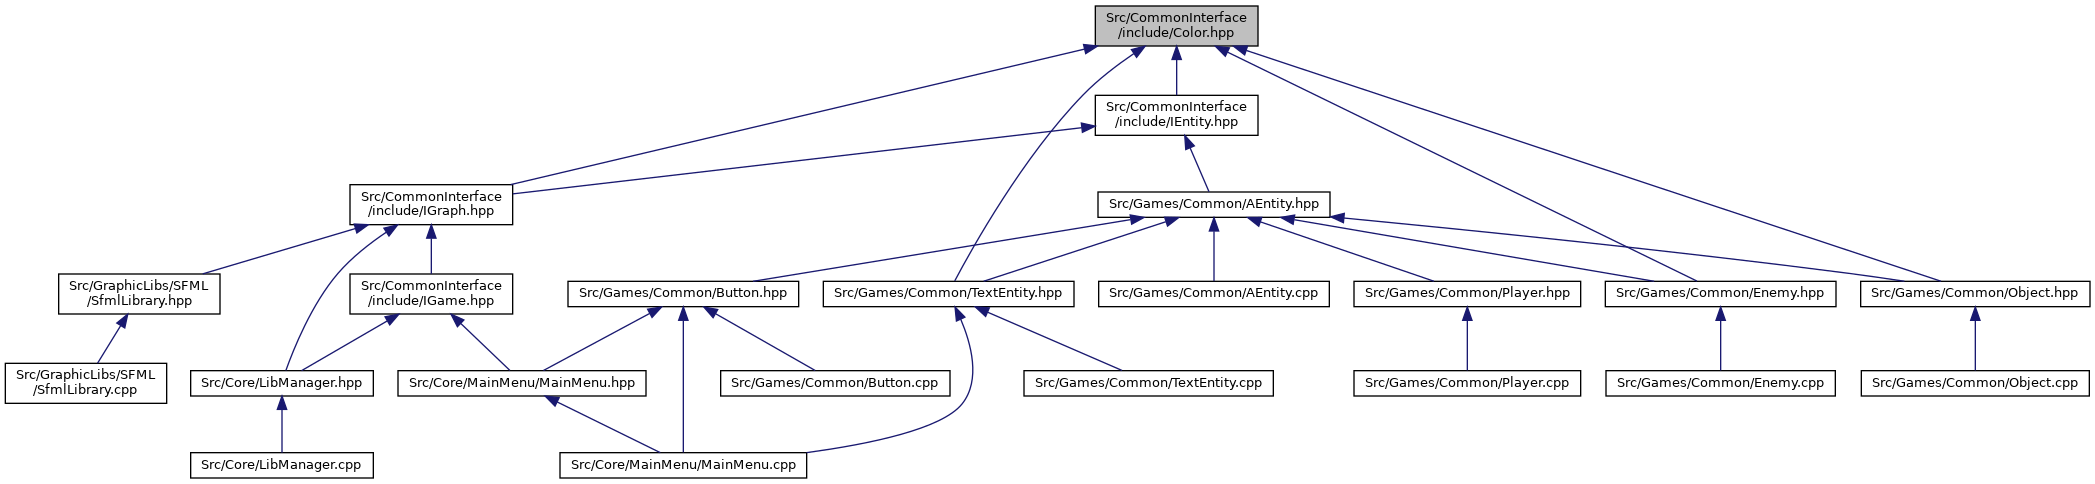 Src/CommonInterface
/include/Color.hpp
Src/CommonInterface
/include/IEntity.hpp
Src/CommonInterface
/include/IGraph.hpp
Src/Games/Common/AEntity.hpp
Src/GraphicLibs/SFML
/SfmlLibrary.hpp
Src/CommonInterface
/include/IGame.hpp
Src/Games/Common/Button.hpp
Src/Games/Common/TextEntity.hpp
Src/Games/Common/AEntity.cpp
Src/Games/Common/Player.hpp
Src/Games/Common/Enemy.hpp
Src/Games/Common/Object.hpp
Src/GraphicLibs/SFML
/SfmlLibrary.cpp
Src/Core/LibManager.hpp
Src/Core/MainMenu/MainMenu.hpp
Src/Games/Common/Button.cpp
Src/Games/Common/TextEntity.cpp
Src/Games/Common/Player.cpp
Src/Games/Common/Enemy.cpp
Src/Games/Common/Object.cpp
Src/Core/LibManager.cpp
Src/Core/MainMenu/MainMenu.cpp